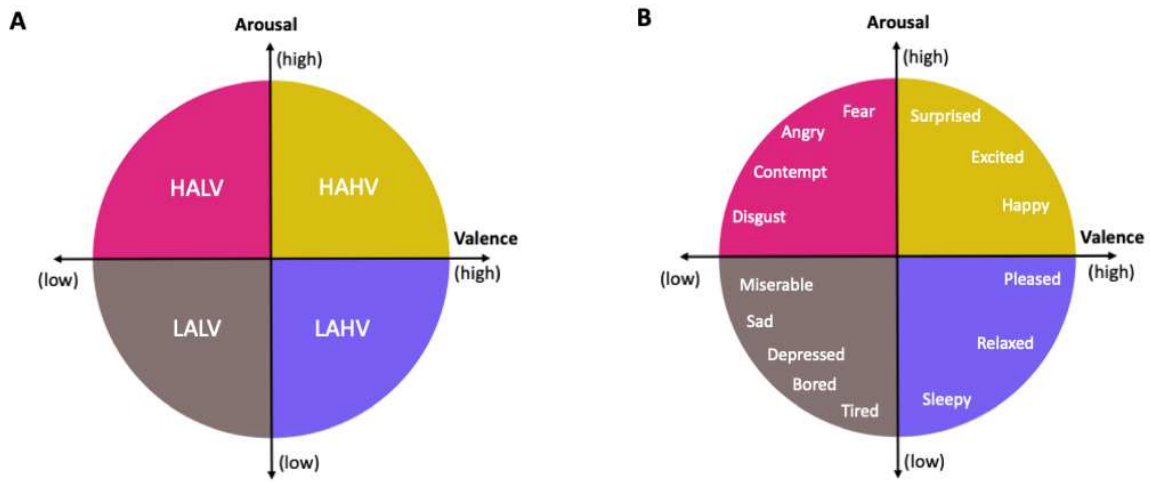 A
Arousal
(high)
HALV
HAHV
Valence
(low)
(high)
LALV
LAHV
(low)
B
Arousal
(high)
Fear
Surprised
Angry
Excited
Contempt
Happy
Disgust
Valence
(low)
(high)
Miserable
Pleased
Sad
Relaxed
Depressed
Bored
Sleepy
Tired
(low)